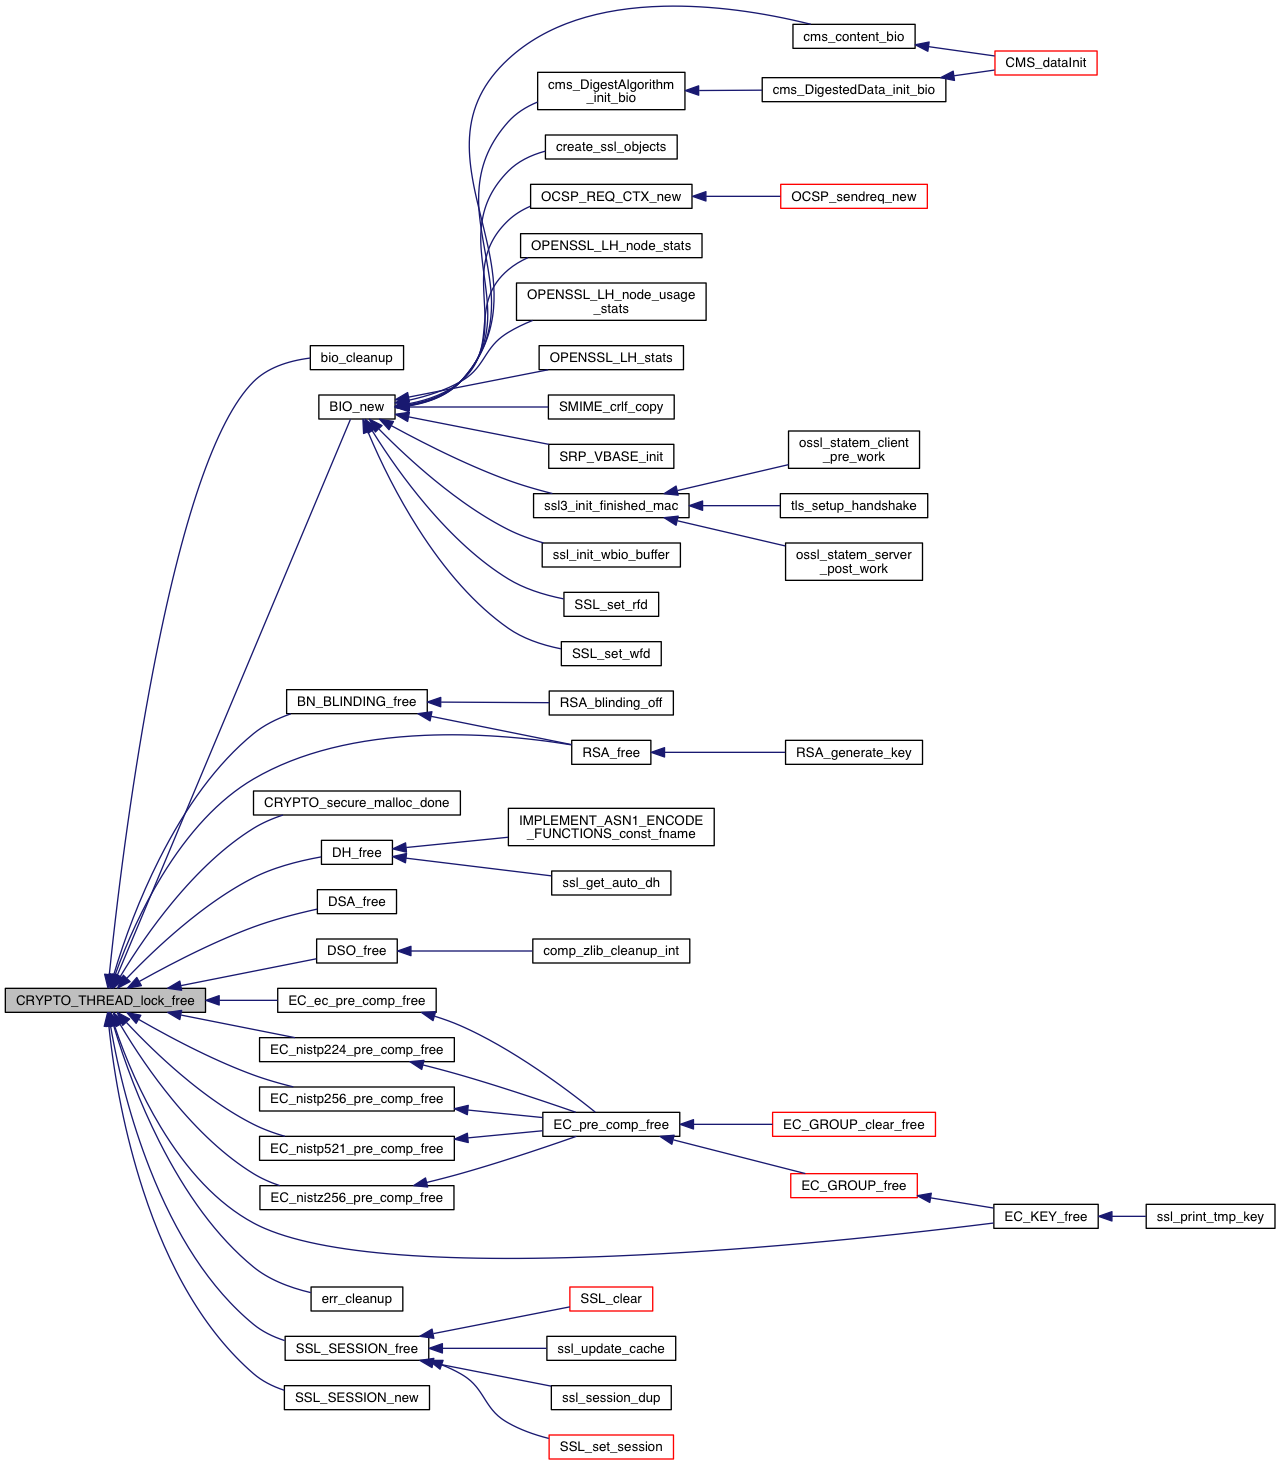 cms_content_bio
CMS_dataInit
cms_DigestAlgorithm
_init_bio
cms_DigestedData_init_bio
create_ssl_objects
OCSP_REQ_CTX_new
OCSP_sendreq_new
OPENSSL_LH_node_stats
OPENSSL_LH_node_usage
_stats
bio_cleanup
OPENSSL_LH_stats
BIO_new
SMIME_crlf_copy
SRP_VBASE_init
ossl_statem_client
_pre_work
ssl3_init_finished_mac
tls_setup_handshake
ssl_init_wbio_buffer
ossl_statem_server
_post_work
SSL_set_rfd
SSL_set_wfd
BN_BLINDING_free
RSA_blinding_off
RSA_free
RSA_generate_key
CRYPTO_secure_malloc_done
IMPLEMENT_ASN1_ENCODE
_FUNCTIONS_const_fname
DH_free
ssl_get_auto_dh
DSA_free
DSO_free
comp_zlib_cleanup_int
CRYPTO_THREAD_lock_free
EC_ec_pre_comp_free
EC_nistp224_pre_comp_free
EC_nistp256_pre_comp_free
EC_pre_comp_free
EC_GROUP_clear_free
EC_nistp521_pre_comp_free
EC_GROUP_free
EC_nistz256_pre_comp_free
EC_KEY_free
ssl_print_tmp_key
err_cleanup
SSL_clear
SSL_SESSION_free
ssl_update_cache
SSL_SESSION_new
ssl_session_dup
SSL_set_session